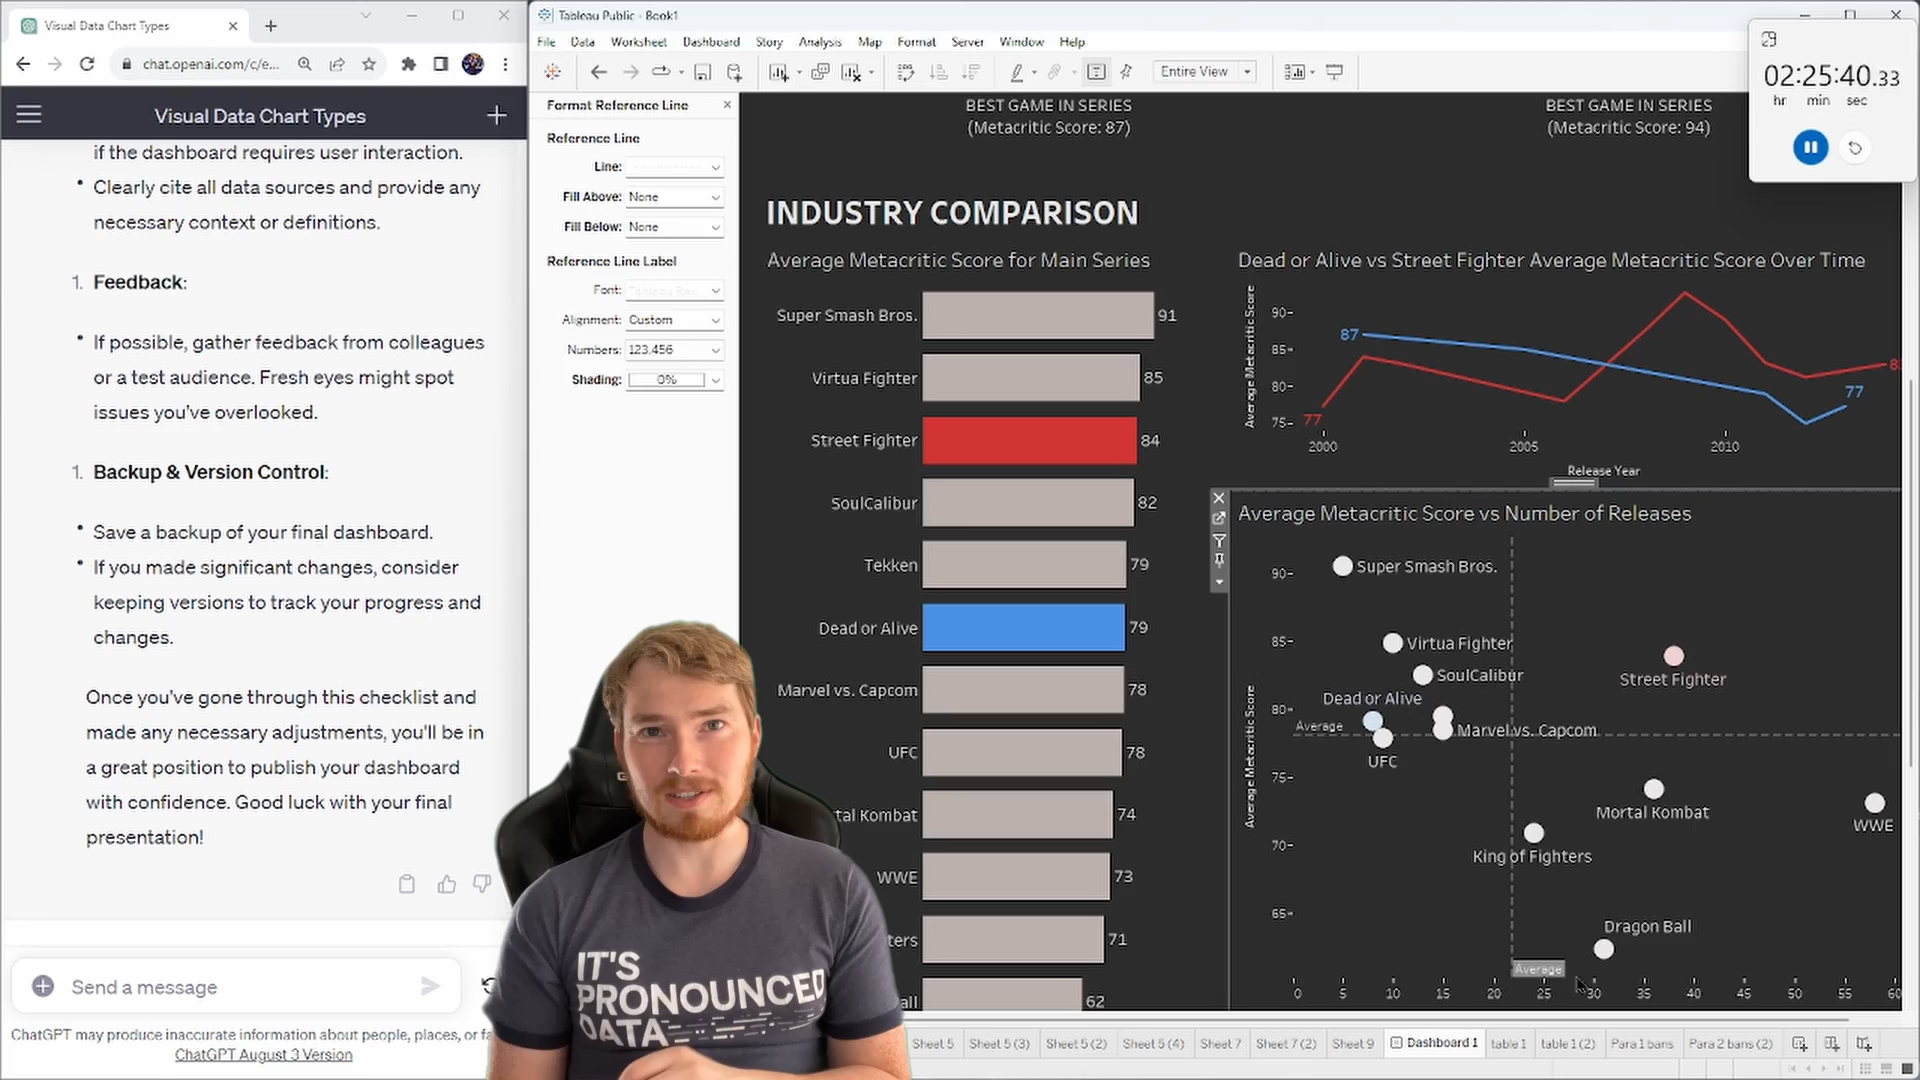 Visual Data Chart Types
chat.openai.com/c/e...
Visual Data Chart Types
if the dashboard requires user interaction.
• Clearly cite all data sources and provide any
necessary context or definitions.
1. Feedback:
• If possible, gather feedback from colleagues
or a test audience. Fresh eyes might spot
issues you've overlooked.
1. Backup & Version Control:
• Save a backup of your final dashboard.
• If you made significant changes, consider
keeping versions to track your progress and
changes.
Once you've gone through this checklist and
made any necessary adjustments, you'll be in
a great position to publish your dashboard
with confidence. Good luck with your final
presentation!
Send a message
ChatGPT may produce inaccurate information about people, places, or fa
ChatGPT August 3 Version
Tableau Public - Book1
File Data Worksheet Dashboard Story Analysis Map Format Server Window Help
Entire View
02:25:40.33
hr min sec
Format Reference Line
Reference Line
Line:
Fill Above: None
Fill Below: None
Reference Line Label
Font:
Alignment: Custom
Numbers: 123,456
Shading: 0%
BEST GAME IN SERIES
(Metacritic Score: 87)
BEST GAME IN SERIES
(Metacritic Score: 94)
INDUSTRY COMPARISON
Average Metacritic Score for Main Series
Super Smash Bros. 91
Virtua Fighter 85
Street Fighter 84
SoulCalibur 82
Tekken 79
Dead or Alive 79
Marvel vs. Capcom 78
UFC 78
tal Kombat 74
WWE 73
ters 71
all 62
Dead or Alive vs Street Fighter Average Metacritic Score Over Time
Average Metacritic Score
90
85
80
75
87
77
77
8
2000 2005 2010
Release Year
Average Metacritic Score vs Number of Releases
Average Metacritic Score
90
85
80
75
70
65
Super Smash Bros.
Virtua Fighter
SoulCalibur
Street Fighter
Dead or Alive
Average
Marvel vs. Capcom
UFC
Mortal Kombat
WWE
King of Fighters
Dragon Ball
Average
0 5 10 15 20 25 30 35 40 45 50 55 60
IT'S
PRONOUNCED
DATA
Sheet 5 Sheet 5 (3) Sheet 5 (2) Sheet 5 (4) Sheet 7 Sheet 7 (2) Sheet 9 Dashboard 1 table 1 table 1 (2) Para 1 bans Para 2 bans (2)